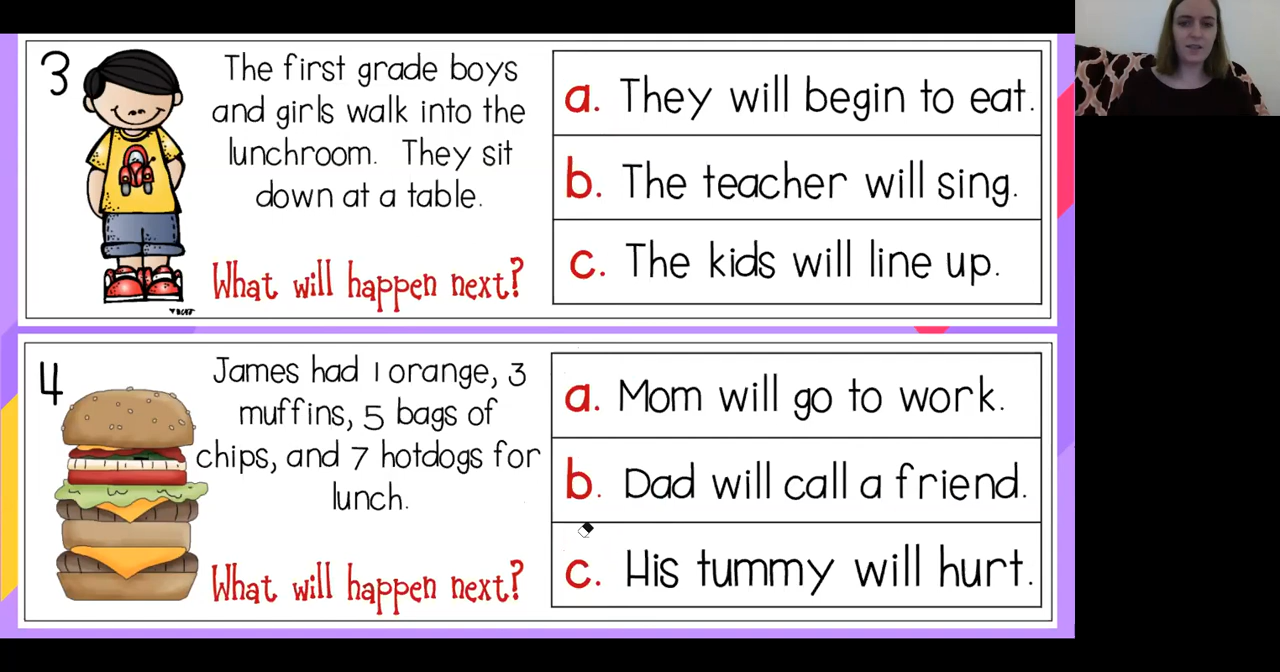 3
The first grade boys
and girls walk into the
lunchroom. They sit
down at a table.
What will happen next?
a. They will begin to eat.
b. The teacher will sing.
c. The kids will line up.
4
James had 1 orange, 3
muffins, 5 bags of
chips, and 7 hotdogs for
lunch.
What will happen next?
a. Mom will go to work.
b. Dad will call a friend.
c. His tummy will hurt.